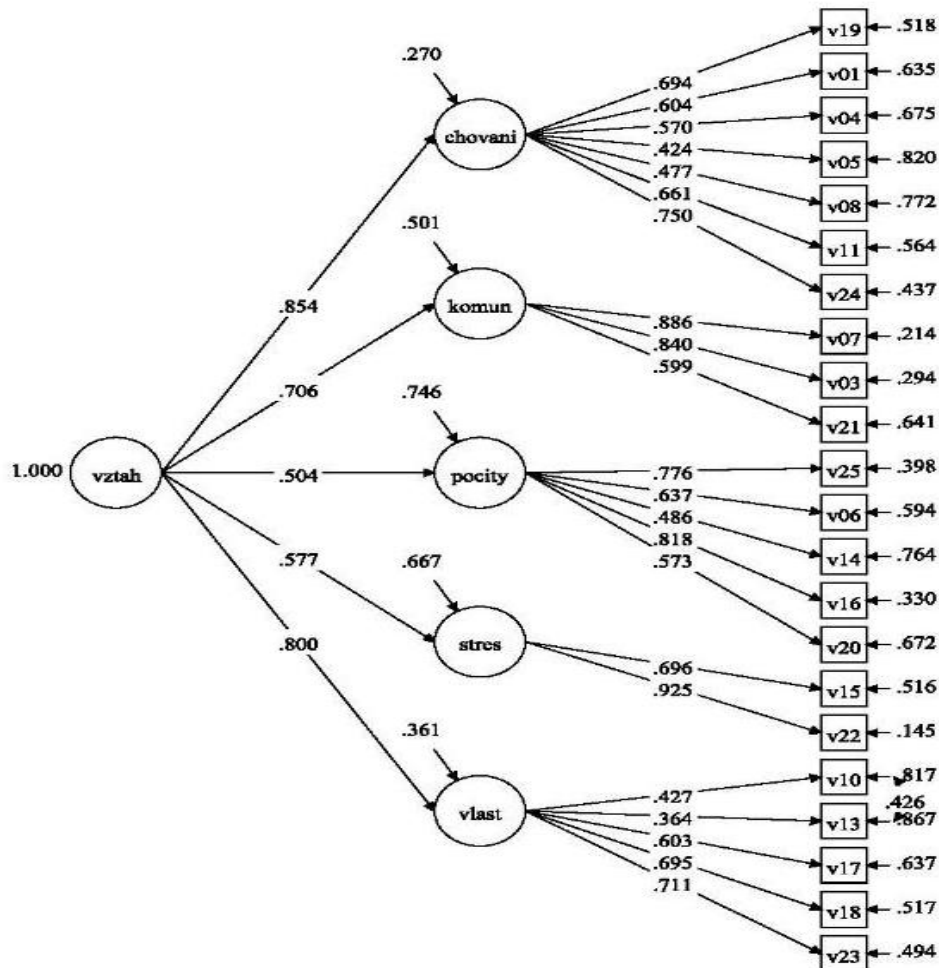 v19 .518
.270
v01 .635
.694
.604
v04 .675
chovani
.570
.424
v05 .820
.477
.661
v08 .772
.750
.501
v11 .564
v24 .437
.854
komun
.886
v07 .214
.840
.599
v03 .294
.706
.746
v21 .641
1.000 vztah
.504
pocity
.776
v25 .398
.637
v06 .594
.486
.818
v14 .764
.573
.577
.667
v16 .330
.800
stres
v20 .672
.696
v15 .516
.925
v22 .145
.361
v10 .817
.427
.426
vlast
.364
v13 .867
.603
.695
v17 .637
.711
v18 .517
v23 .494